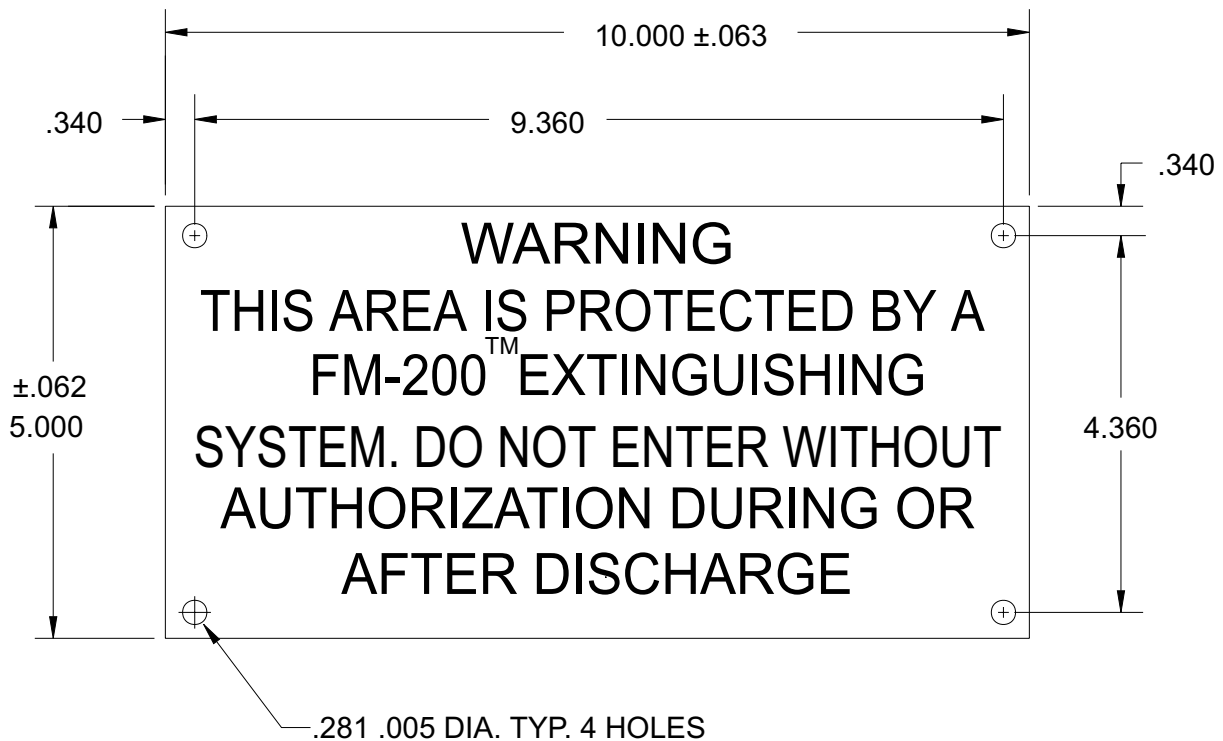 10.000 ±.063
.340
9.360
.340
WARNING
THIS AREA IS PROTECTED BY A
FM-200™ EXTINGUISHING
SYSTEM. DO NOT ENTER WITHOUT
AUTHORIZATION DURING OR
AFTER DISCHARGE
±.062
5.000
4.360
.281 .005 DIA. TYP. 4 HOLES